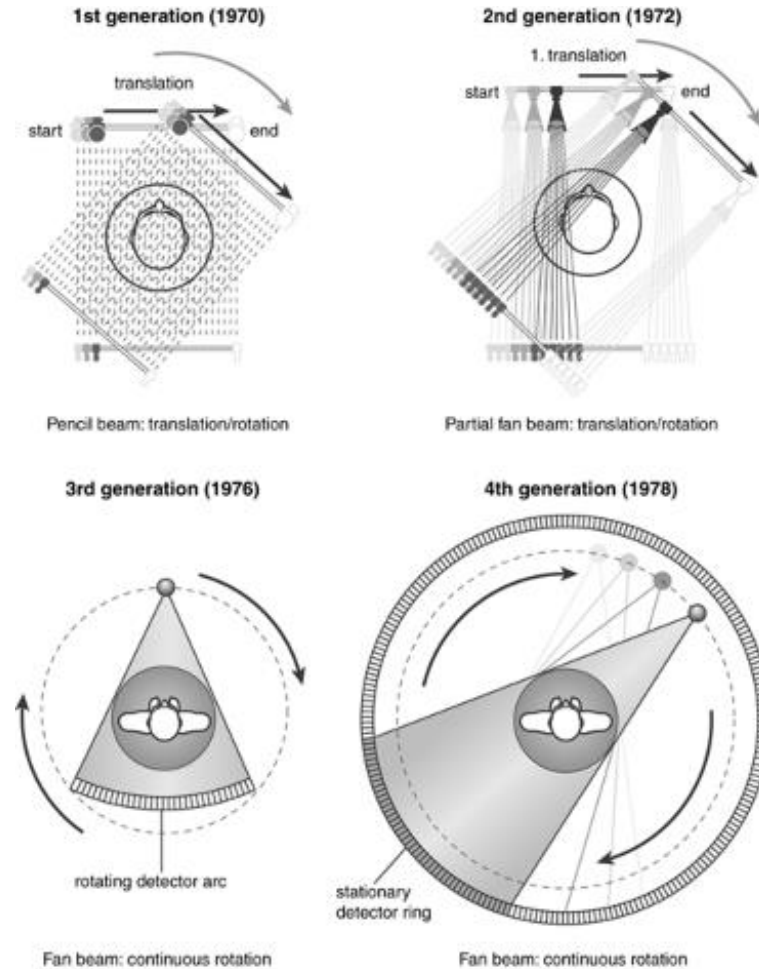 1st generation (1970)
translation
start
end
Pencil beam: translation/rotation
2nd generation (1972)
1. translation
start
end
Partial fan beam: translation/rotation
3rd generation (1976)
rotating detector arc
Fan beam: continuous rotation
4th generation (1978)
stationary
detector ring
Fan beam: continuous rotation